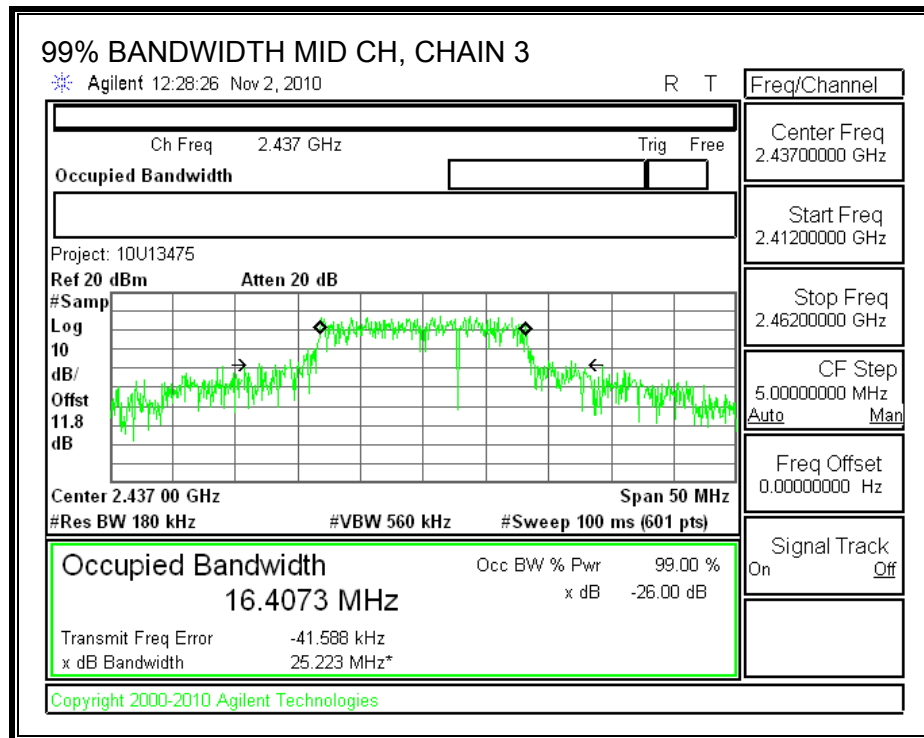 99% BANDWIDTH MID CH, CHAIN 3
Agilent 12:28:26 Nov 2, 2010 R T
Freq/Channel
Ch Freq 2.437 GHz Trig Free
Occupied Bandwidth
Center Freq
2.43700000 GHz
Start Freq
2.41200000 GHz
Stop Freq
2.46200000 GHz
CF Step
5.00000000 MHz
Auto Man
Freq Offset
0.00000000 Hz
Signal Track
On Off
Project: 10U13475
Ref 20 dBm Atten 20 dB
#Samp
Log
10
dB/
Offst
11.8
dB
Center 2.437 00 GHz Span 50 MHz
#Res BW 180 kHz #VBW 560 kHz #Sweep 100 ms (601 pts)
Occupied Bandwidth Occ BW % Pwr 99.00 %
16.4073 MHz x dB -26.00 dB
Transmit Freq Error -41.588 kHz
x dB Bandwidth 25.223 MHz*
Copyright 2000-2010 Agilent Technologies